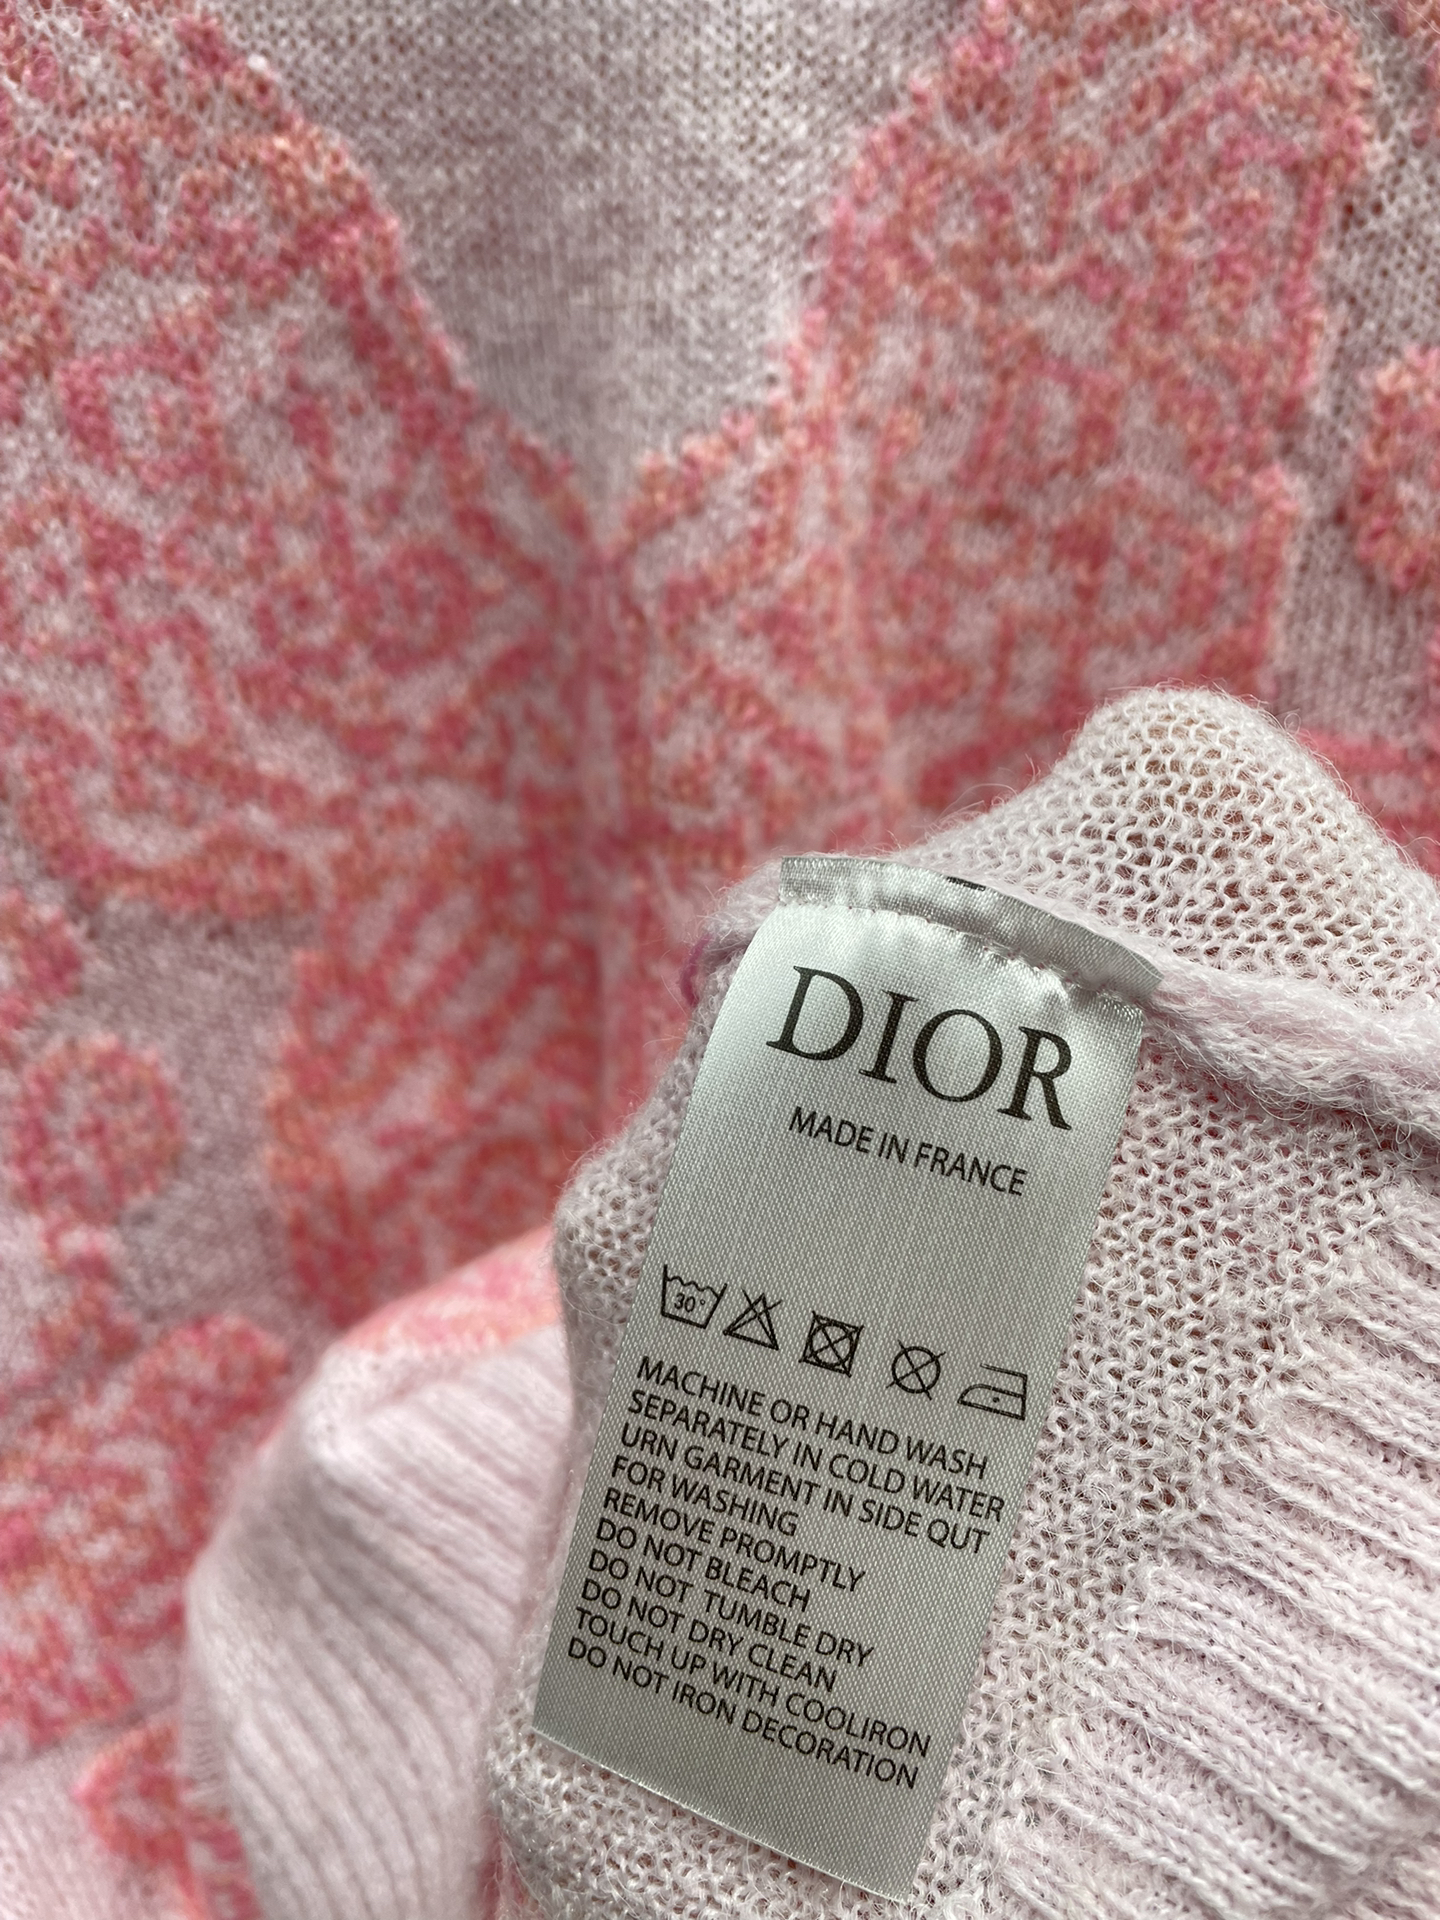 DIOR
MADE IN FRANCE
30°
MACHINE OR HAND WASH
SEPARATELY IN COLD WATER
URN GARMENT IN SIDE QUT
FOR WASHING
REMOVE PROMPTLY
DO NOT BLEACH
DO NOT TUMBLE DRY
DO NOT DRY CLEAN
TOUCH UP WITH COOLIRON
DO NOT IRON DECORATION